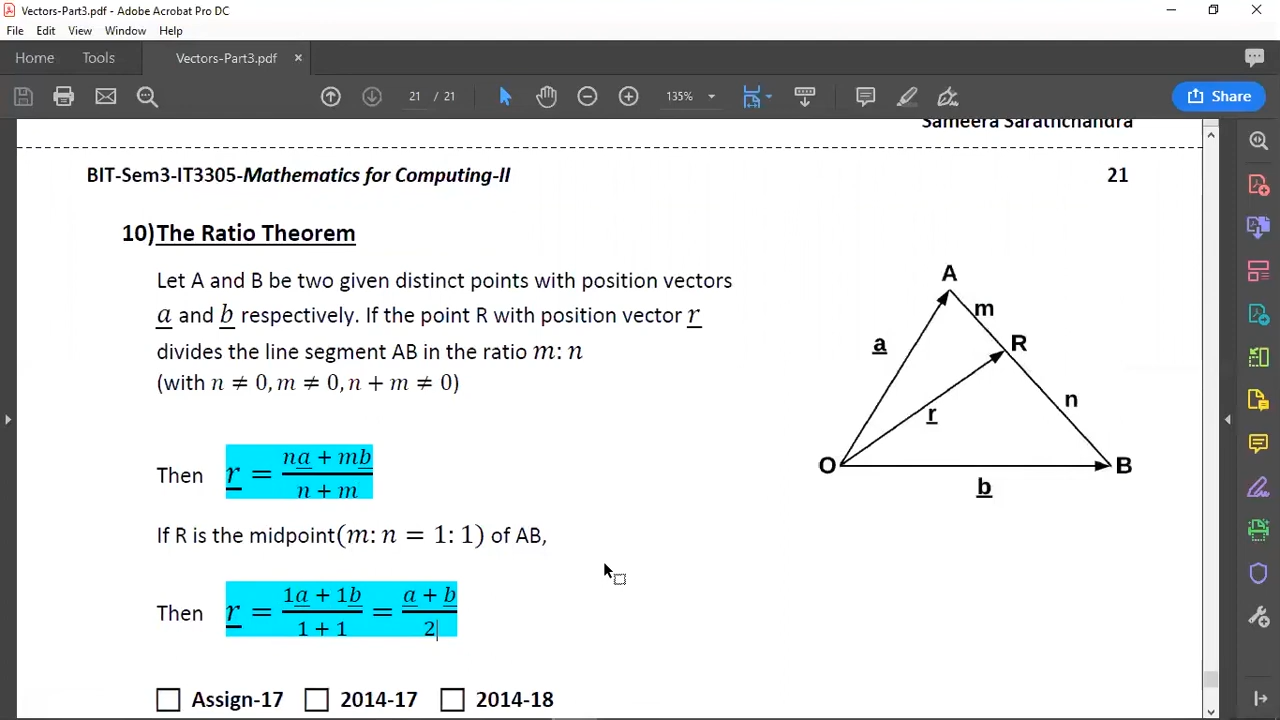 Vectors-Part3.pdf - Adobe Acrobat Pro DC
File Edit View Window Help
Home Tools Vectors-Part3.pdf ×
21 / 21 135% Share
Sameera Sarathchandra
BIT-Sem3-IT3305-Mathematics for Computing-II 21
10)The Ratio Theorem
Let A and B be two given distinct points with position vectors
a and b respectively. If the point R with position vector r
divides the line segment AB in the ratio m: n
(with n ≠ 0, m ≠ 0, n + m ≠ 0)
Then r = (na + mb)/(n + m)
If R is the midpoint(m: n = 1: 1) of AB,
Then r = (1a + 1b)/(1 + 1) = (a + b)/2
A
m
a
R
r
n
O
B
b
Assign-17 2014-17 2014-18